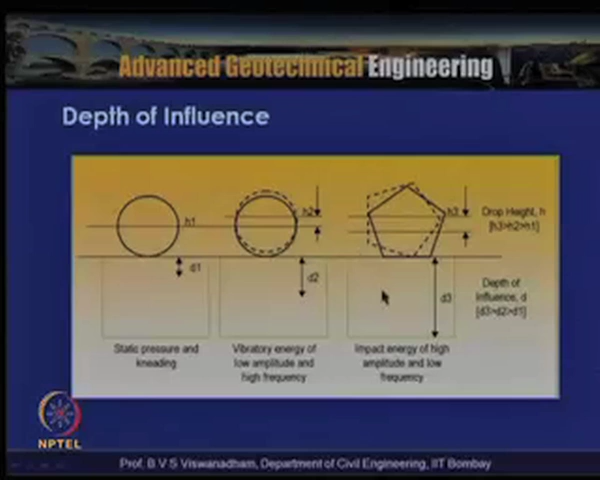 Advanced Geotechnical Engineering
Depth of Influence
h1
h2
h3
Drop Height, h
[h3>h2>h1]
d1
d2
d3
Depth of
Influence, d
[d3>d2>d1]
Static pressure and
kneading
Vibratory energy of
low amplitude and
high frequency
Impact energy of high
amplitude and low
frequency
NPTEL
Prof. B V S Viswanadham, Department of Civil Engineering, IIT Bombay